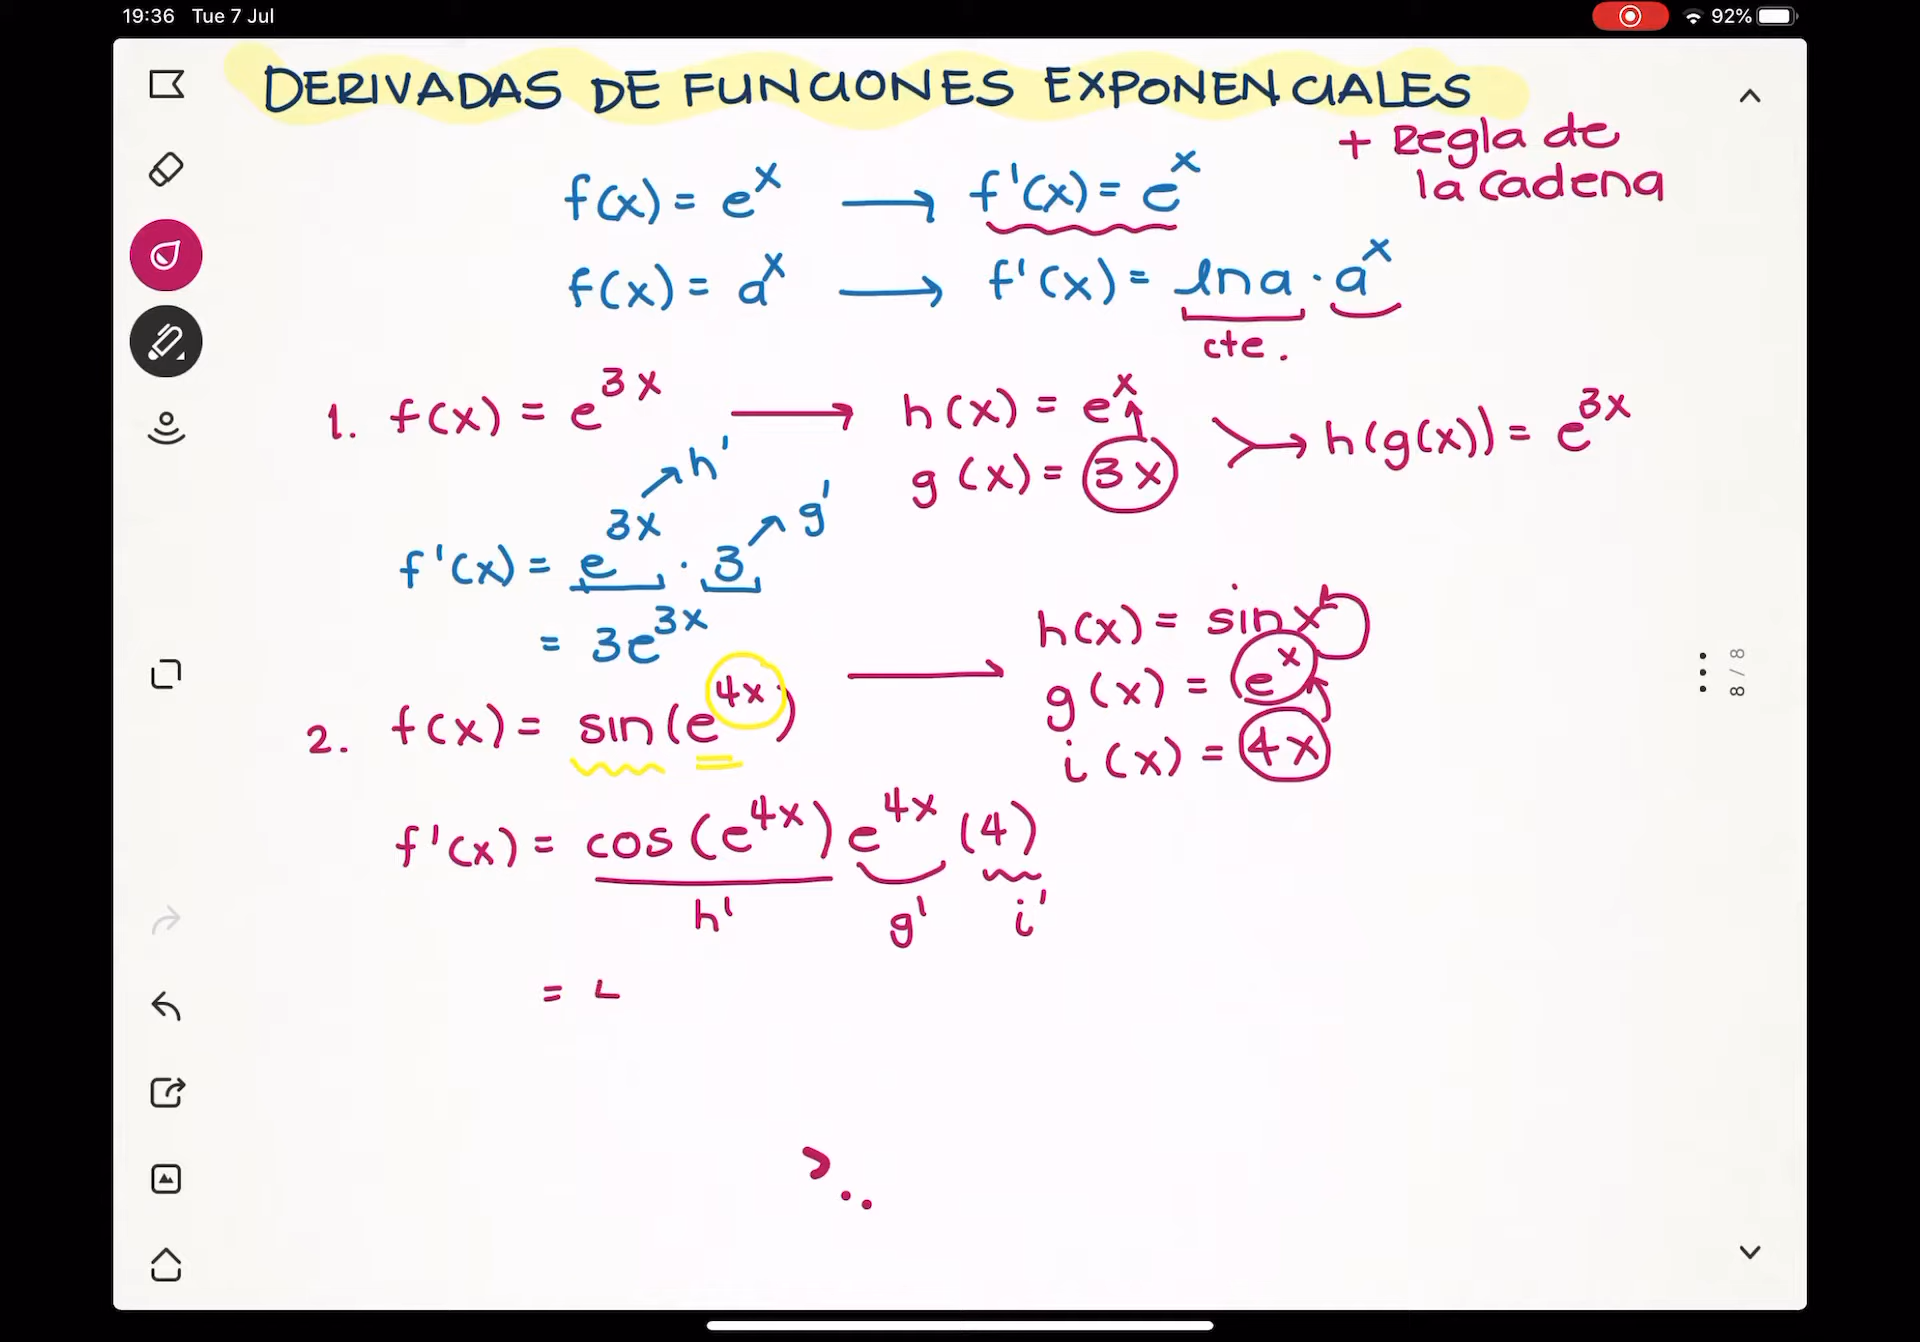 19:36 Tue 7 Jul
92%
DERIVADAS DE FUNCIONES EXPONENCIALES
+ Regla de
la cadena
f(x) = e^x → f'(x) = e^x
f(x) = a^x → f'(x) = ln a · a^x
cte.
1. f(x) = e^3x → h(x) = e^x
g(x) = 3x
h(g(x)) = e^3x
h'
g'
f'(x) = e^3x · 3
= 3e^3x
2. f(x) = sin(e^4x) → h(x) = sin x
g(x) = e^x
i(x) = 4x
f'(x) = cos(e^4x) e^4x (4)
h' g' i'
=
8 / 8